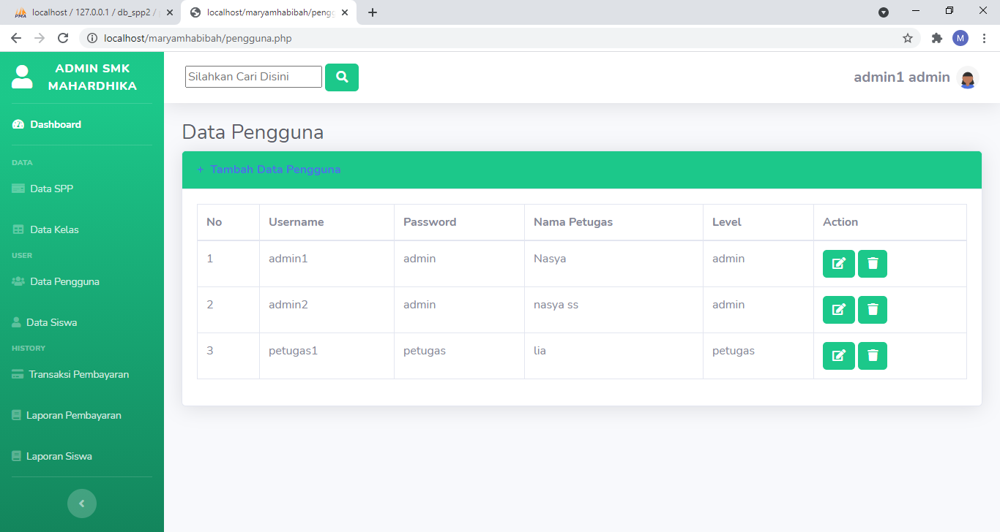 localhost / 127.0.0.1 / db_spp2 /
localhost/maryamhabibah/pengg
localhost/maryamhabibah/pengguna.php
M
ADMIN SMK
MAHARDHIKA
Silahkan Cari Disini
admin1 admin
Dashboard
DATA
Data SPP
Data Kelas
USER
Data Pengguna
Data Siswa
HISTORY
Transaksi Pembayaran
Laporan Pembayaran
Laporan Siswa
Data Pengguna
+ Tambah Data Pengguna
No Username Password Nama Petugas Level Action
1 admin1 admin Nasya admin
2 admin2 admin nasya ss admin
3 petugas1 petugas lia petugas